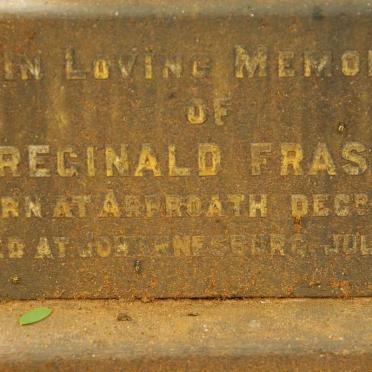 IN LOVING MEMO
OF
REGINALD FRAS
RN AT ARBROATH DEC
ED AT JOHANNESBURG JUL